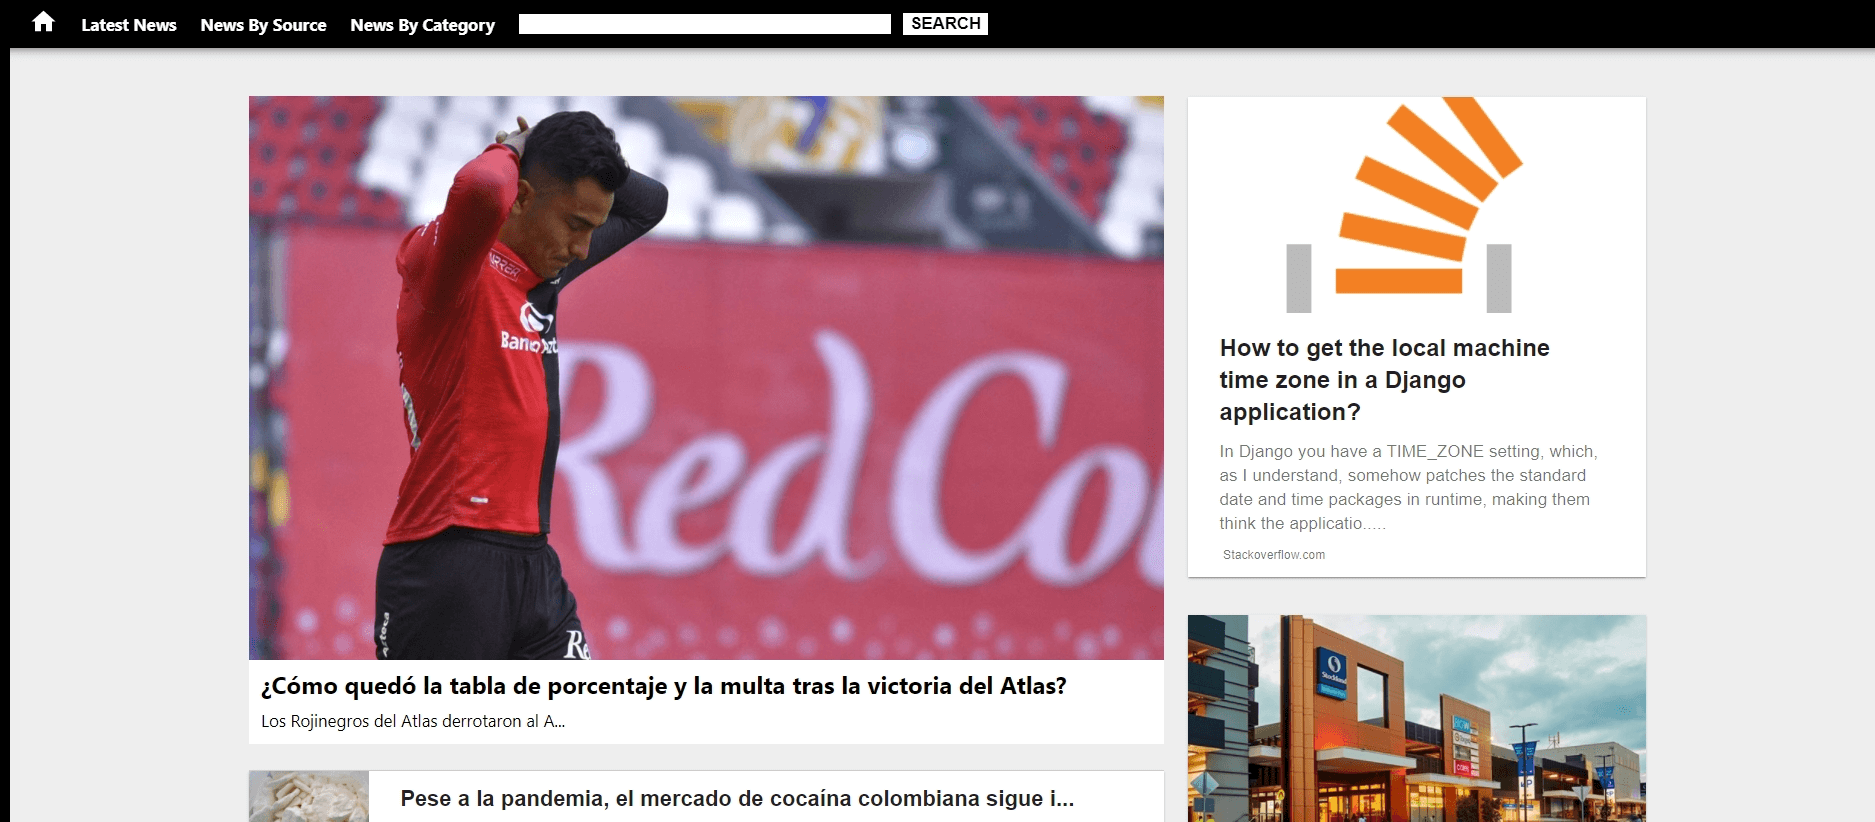 Latest News News By Source News By Category SEARCH
RedCo
¿Cómo quedó la tabla de porcentaje y la multa tras la victoria del Atlas?
Los Rojinegros del Atlas derrotaron al A...
Pese a la pandemia, el mercado de cocaína colombiana sigue i...
How to get the local machine
time zone in a Django
application?
In Django you have a TIME_ZONE setting, which,
as I understand, somehow patches the standard
date and time packages in runtime, making them
think the applicatio.....
Stackoverflow.com
Stockland